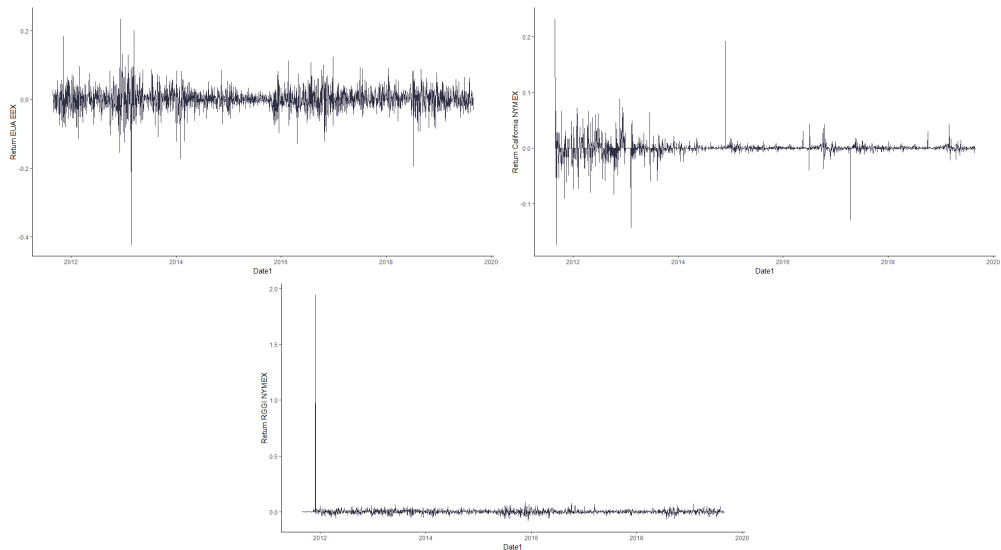 0.2
0.0
-0.2
-0.4
Return EUA EEX
2012 2014 2016 2018 2020
Date1
0.2
0.1
0.0
-0.1
Return California NYMEX
2012 2014 2016 2018 2020
Date1
2.0
1.5
1.0
0.5
0.0
Return RGGI NYMEX
2012 2014 2016 2018 2020
Date1